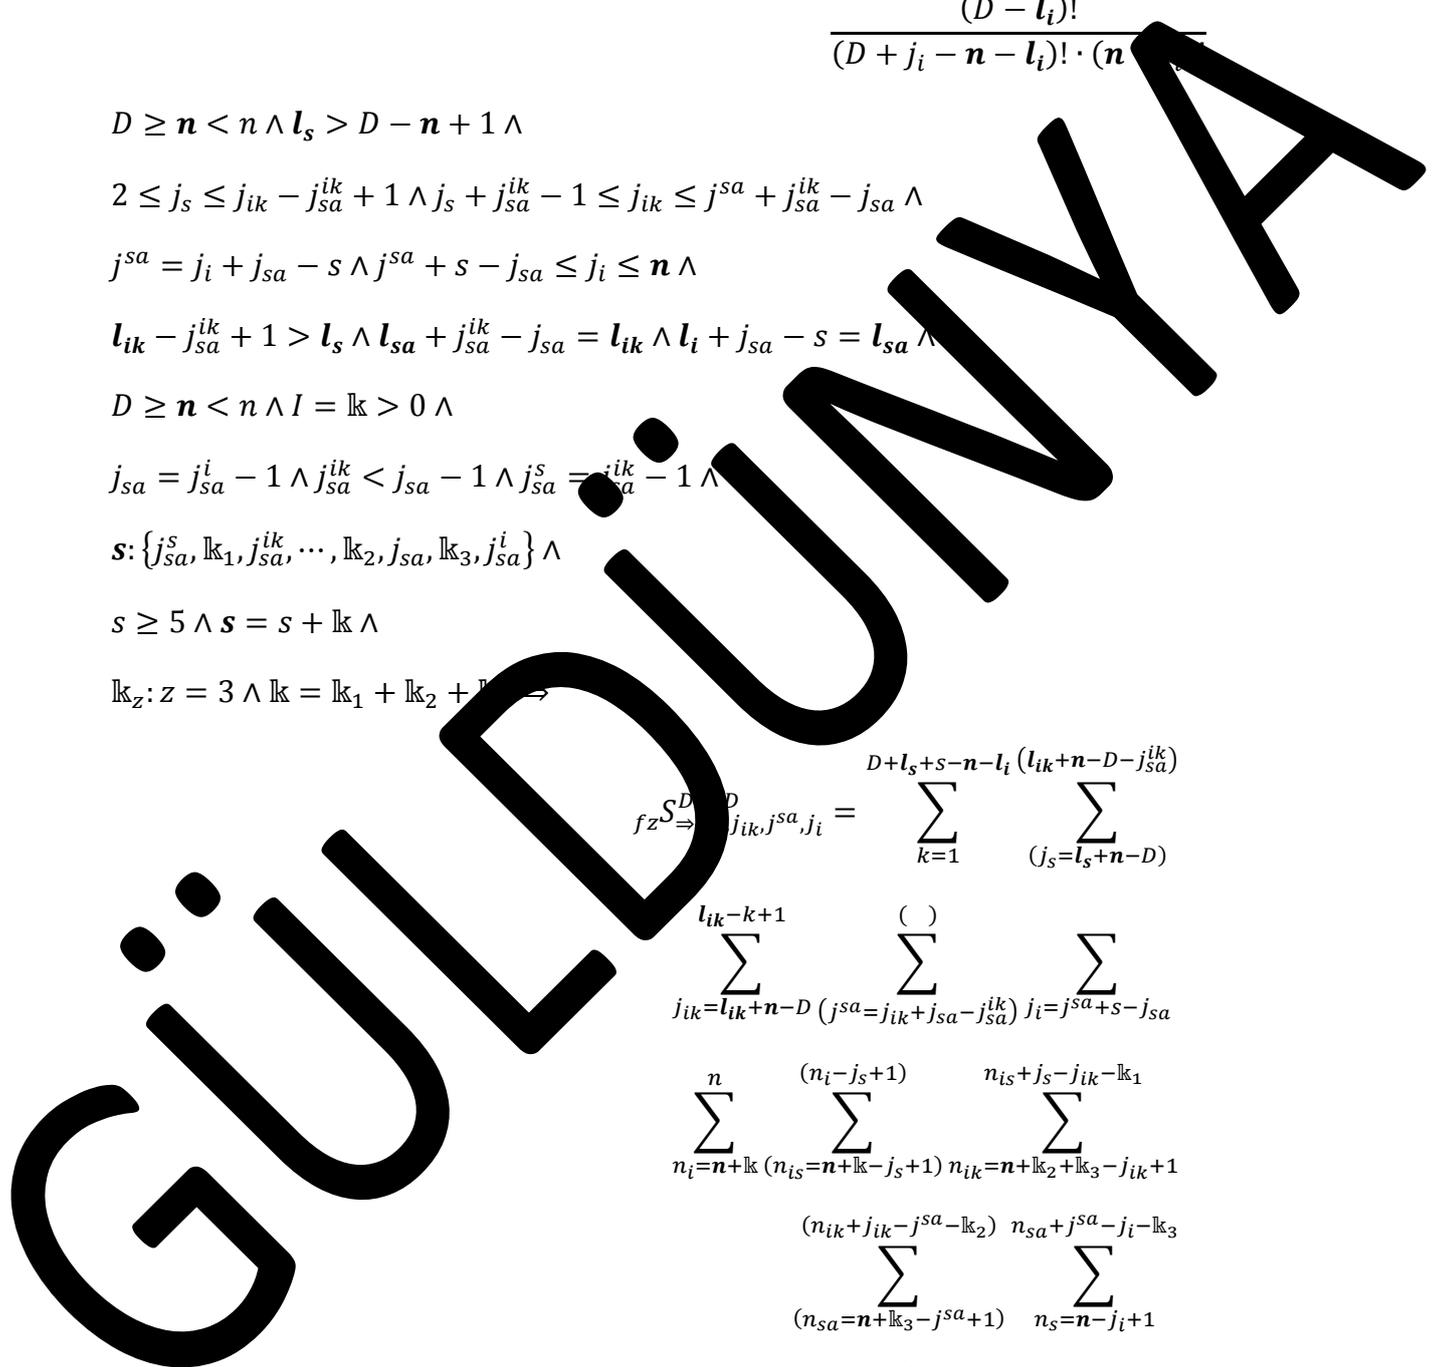 (D − l_i)!
(D + j_i − n − l_i)! · (n
D ≥ n < n ∧ l_s > D − n + 1 ∧
2 ≤ j_s ≤ j_ik − j_sa^ik + 1 ∧ j_s + j_sa^ik − 1 ≤ j_ik ≤ j^sa + j_sa^ik − j_sa ∧
j^sa = j_i + j_sa − s ∧ j^sa + s − j_sa ≤ j_i ≤ n ∧
l_ik − j_sa^ik + 1 > l_s ∧ l_sa + j_sa^ik − j_sa = l_ik ∧ l_i + j_sa − s = l_sa ∧
D ≥ n < n ∧ I = 𝕜 > 0 ∧
j_sa = j_sa^i − 1 ∧ j_sa^ik < j_sa − 1 ∧ j_sa^s = j_sa^ik − 1 ∧
s: {j_sa^s, 𝕜_1, j_sa^ik, ⋯ , 𝕜_2, j_sa, 𝕜_3, j_sa^i} ∧
s ≥ 5 ∧ s = s + 𝕜 ∧
𝕜_z: z = 3 ∧ 𝕜 = 𝕜_1 + 𝕜_2 + ⇒
D+l_s+s−n−l_i (l_ik+n−D−j_sa^ik)
fz S ⇒ j_ik,j^sa,j_i = ∑ ∑
k=1 (j_s=l_s+n−D)
l_ik−k+1 ( )
∑ ∑ ∑
j_ik=l_ik+n−D (j^sa=j_ik+j_sa−j_sa^ik) j_i=j^sa+s−j_sa
n (n_i−j_s+1) n_is+j_s−j_ik−𝕜_1
∑ ∑ ∑
n_i=n+𝕜 (n_is=n+𝕜−j_s+1) n_ik=n+𝕜_2+𝕜_3−j_ik+1
(n_ik+j_ik−j^sa−𝕜_2) n_sa+j^sa−j_i−𝕜_3
∑ ∑
(n_sa=n+𝕜_3−j^sa+1) n_s=n−j_i+1
GÜLDÜNYA